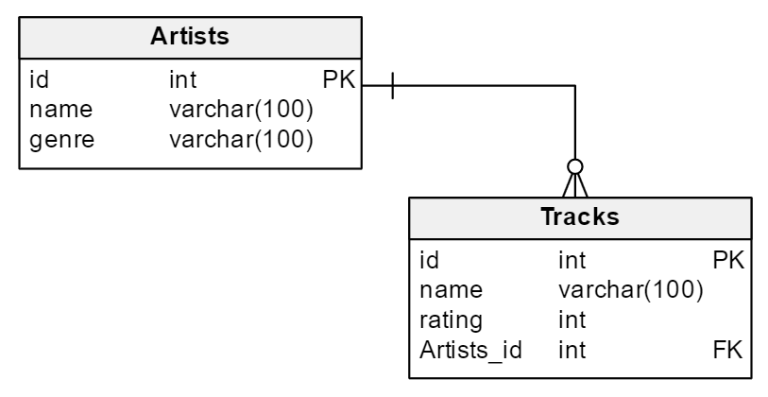 Artists
id int PK
name varchar(100)
genre varchar(100)
Tracks
id int PK
name varchar(100)
rating int
Artists_id int FK